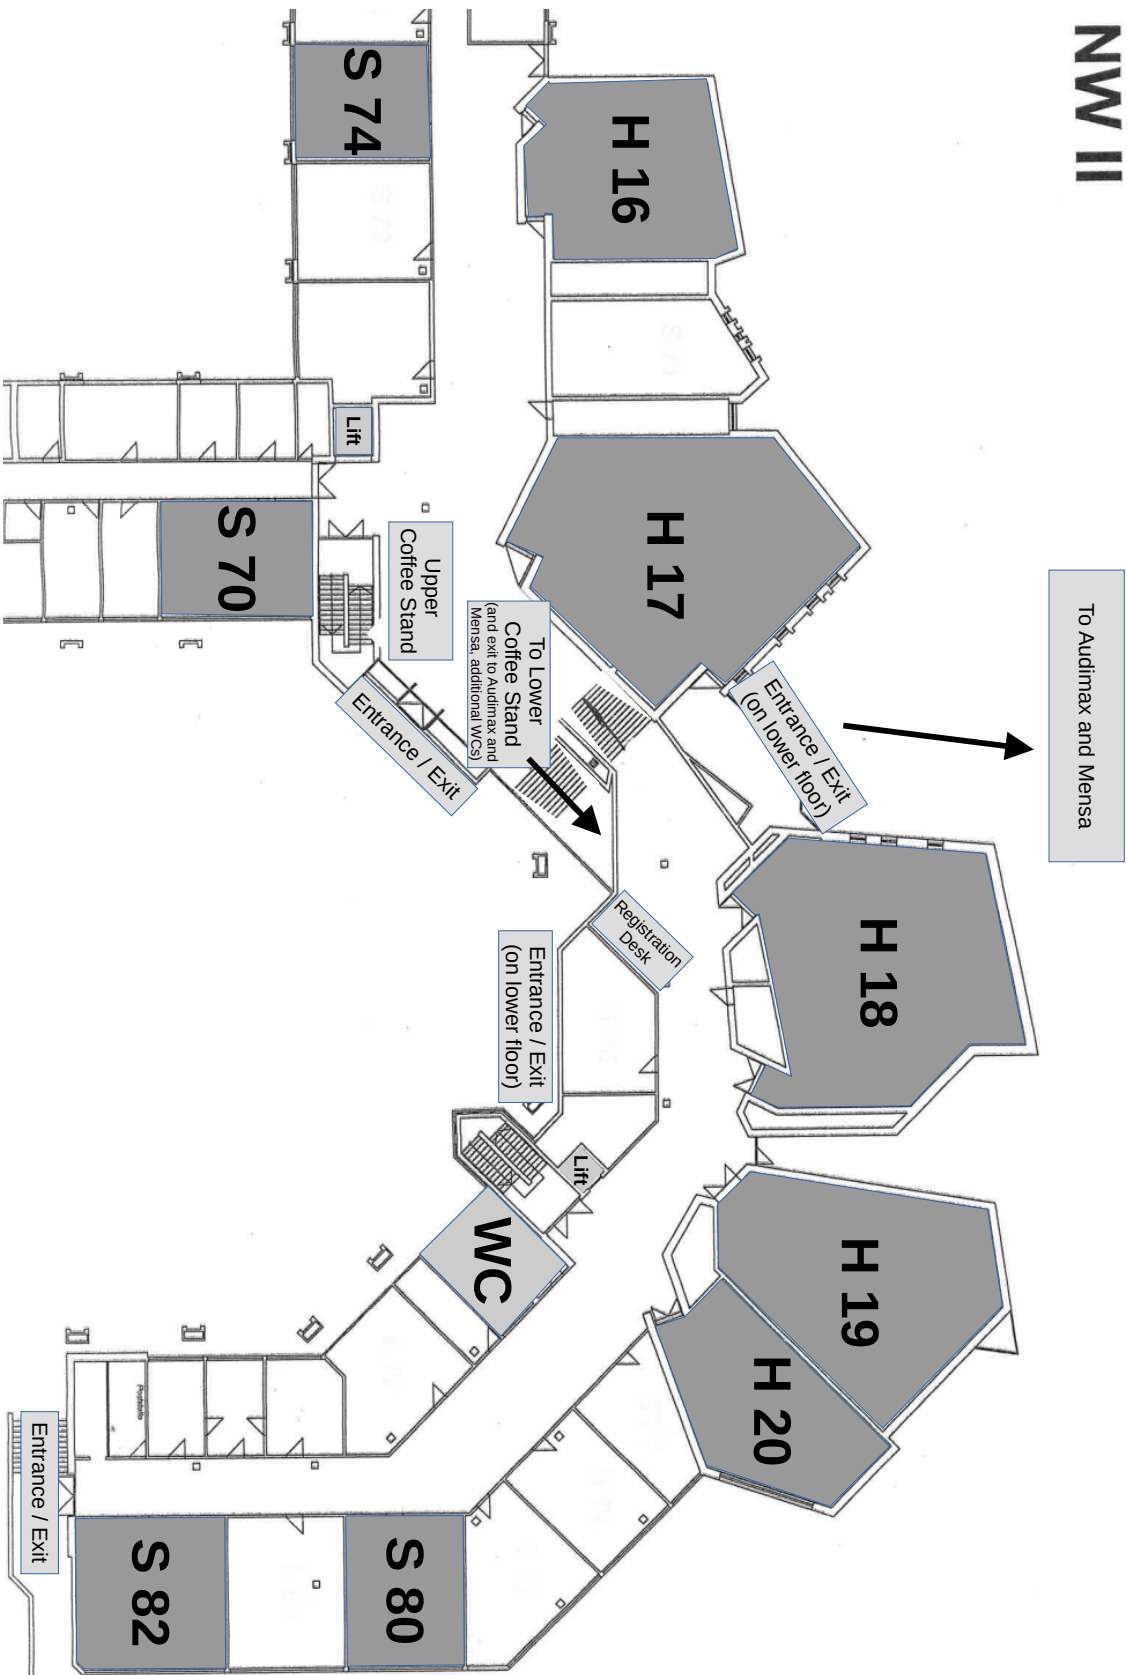 NW II
S 74
H 16
Lift
H 17
S 70
Upper
Coffee Stand
To Lower
Coffee Stand
(and exit to Audimax and
Mensa, additional WCs)
Entrance / Exit
Entrance / Exit
(on lower floor)
To Audimax and Mensa
H 18
Registration
Desk
Entrance / Exit
(on lower floor)
Lift
WC
H 19
H 20
Entrance / Exit
S 82
S 80